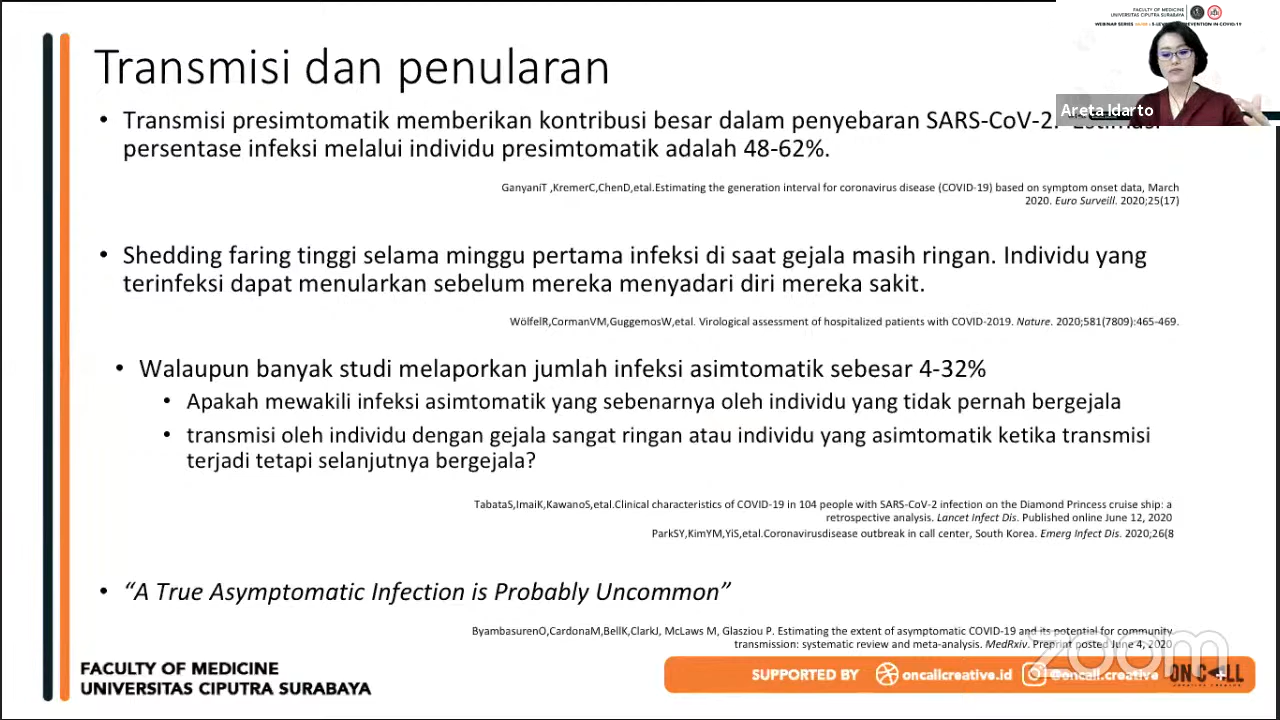 FACULTY OF MEDICINE
UNIVERSITAS CIPUTRA SURABAYA
Areta Idarto
Transmisi dan penularan
• Transmisi presimtomatik memberikan kontribusi besar dalam penyebaran SARS-CoV-2.
persentase infeksi melalui individu presimtomatik adalah 48-62%.
GanyaniT ,KremerC,ChenD,etal.Estimating the generation interval for coronavirus disease (COVID-19) based on symptom onset data, March
2020. Euro Surveill. 2020;25(17)
• Shedding faring tinggi selama minggu pertama infeksi di saat gejala masih ringan. Individu yang
terinfeksi dapat menularkan sebelum mereka menyadari diri mereka sakit.
WölfelR,CormanVM,GuggemosW,etal. Virological assessment of hospitalized patients with COVID-2019. Nature. 2020;581(7809):465-469.
• Walaupun banyak studi melaporkan jumlah infeksi asimtomatik sebesar 4-32%
• Apakah mewakili infeksi asimtomatik yang sebenarnya oleh individu yang tidak pernah bergejala
• transmisi oleh individu dengan gejala sangat ringan atau individu yang asimtomatik ketika transmisi
terjadi tetapi selanjutnya bergejala?
TabataS,ImaiK,KawanoS,etal.Clinical characteristics of COVID-19 in 104 people with SARS-CoV-2 infection on the Diamond Princess cruise ship: a
retrospective analysis. Lancet Infect Dis. Published online June 12, 2020
ParkSY,KimYM,YiS,etal.Coronavirusdisease outbreak in call center, South Korea. Emerg Infect Dis. 2020;26(8
• “A True Asymptomatic Infection is Probably Uncommon”
ByambasurenO,CardonaM,BellK,ClarkJ, McLaws M, Glasziou P. Estimating the extent of asymptomatic COVID-19 and its potential for community
transmission: systematic review and meta-analysis. MedRxiv. Preprint posted June 4, 2020
zoom
FACULTY OF MEDICINE
UNIVERSITAS CIPUTRA SURABAYA
SUPPORTED BY oncallcreative.id @oncall.creative ON CALL